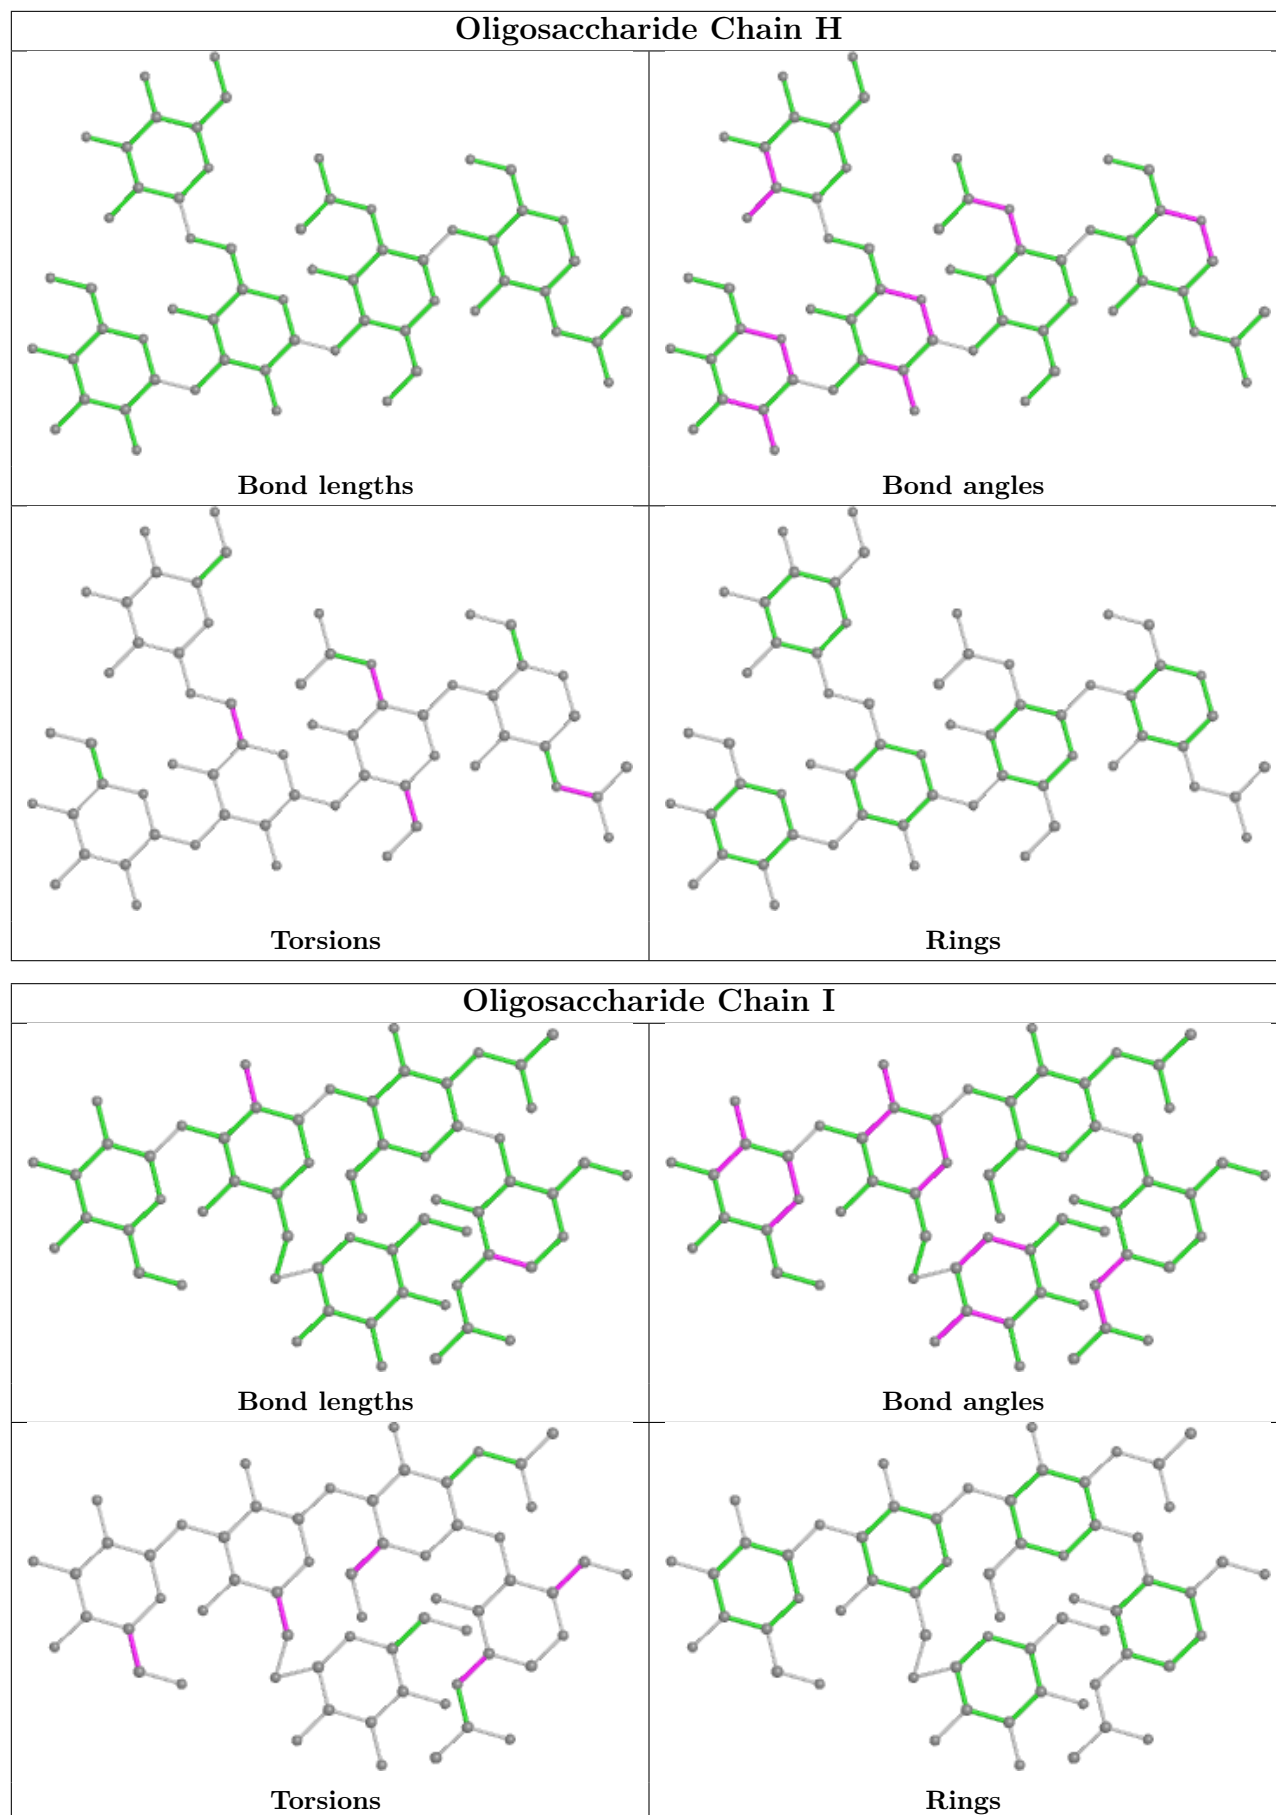 Oligosaccharide Chain H
Bond lengths
Bond angles
Torsions
Rings
Oligosaccharide Chain I
Bond lengths
Bond angles
Torsions
Rings